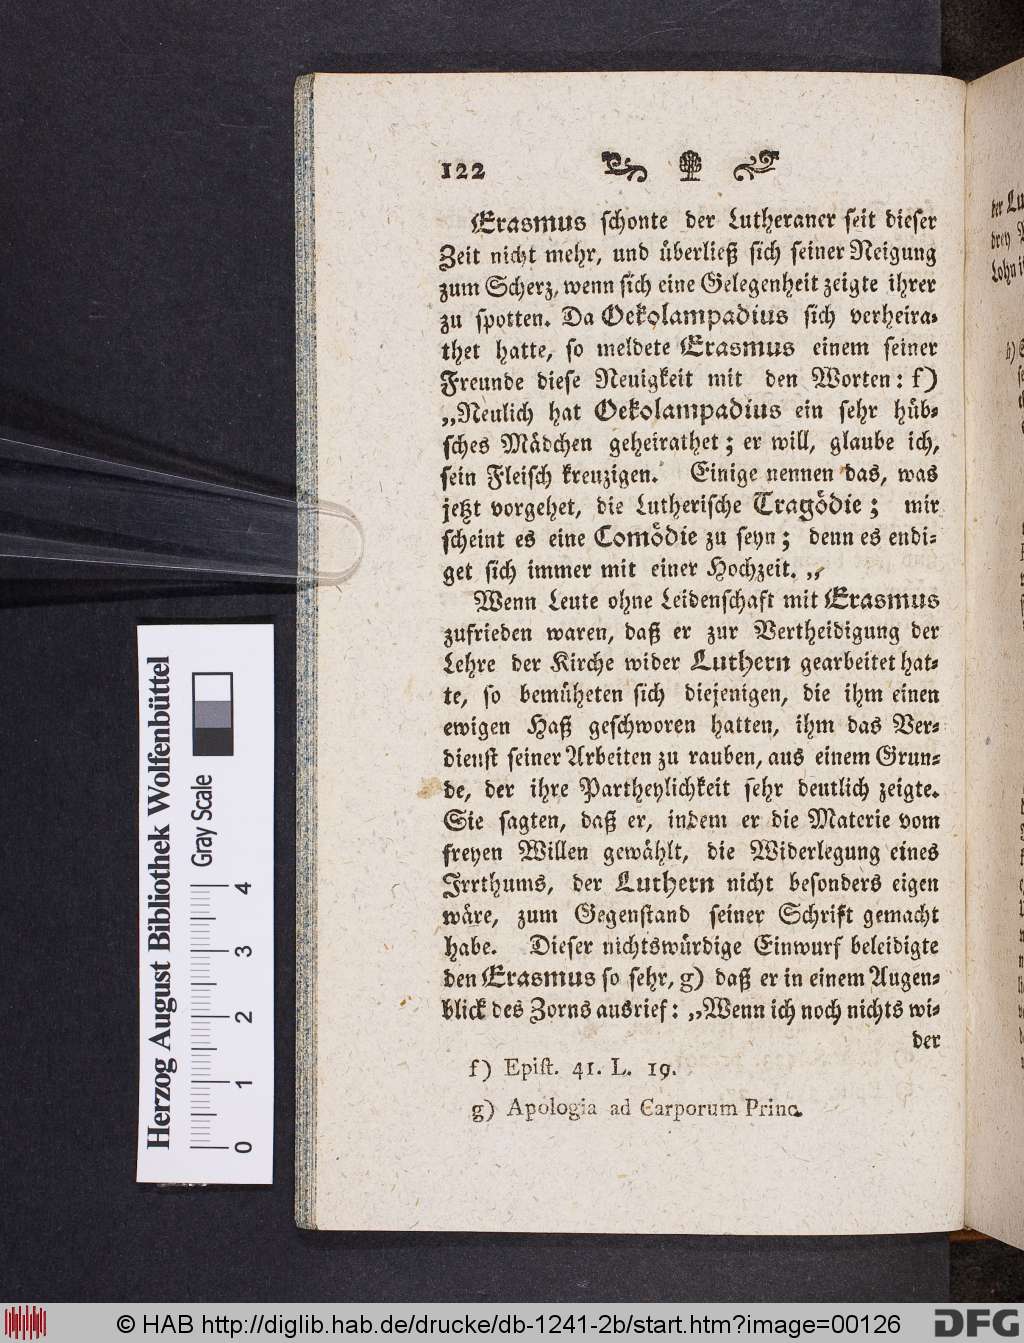 122
Erasmus schonte der Lutheraner seit dieser
Zeit nicht mehr, und überließ sich seiner Neigung
zum Scherz, wenn sich eine Gelegenheit zeigte ihrer
zu spotten. Da Oekolampadius sich verheira-
thet hatte, so meldete Erasmus einem seiner
Freunde diese Neuigkeit mit den Worten: f)
„Neulich hat Oekolampadius ein sehr hüb-
sches Mädchen geheirathet; er will, glaube ich,
sein Fleisch kreuzigen. Einige nennen das, was
jetzt vorgehet, die Lutherische Tragödie; mir
scheint es eine Comödie zu seyn; denn es endi-
get sich immer mit einer Hochzeit. „
Wenn Leute ohne Leidenschaft mit Erasmus
zufrieden waren, daß er zur Vertheidigung der
Lehre der Kirche wider Luthern gearbeitet hat-
te, so bemüheten sich diejenigen, die ihm einen
ewigen Haß geschworen hatten, ihm das Ver-
dienst seiner Arbeiten zu rauben, aus einem Grun-
de, der ihre Partheylichkeit sehr deutlich zeigte.
Sie sagten, daß er, indem er die Materie vom
freyen Willen gewählt, die Widerlegung eines
Irrthums, der Luthern nicht besonders eigen
wäre, zum Gegenstand seiner Schrift gemacht
habe. Dieser nichtswürdige Einwurf beleidigte
den Erasmus so sehr, g) daß er in einem Augen-
blick des Zorns ausrief: „Wenn ich noch nichts wi-
der
f) Epist. 41. L. 19.
g) Apologia ad Carporum Princ.
der Lu
drey
Lohn i
Herzog August Bibliothek Wolfenbüttel
Gray Scale
0 1 2 3 4
© HAB http://diglib.hab.de/drucke/db-1241-2b/start.htm?image=00126
DFG